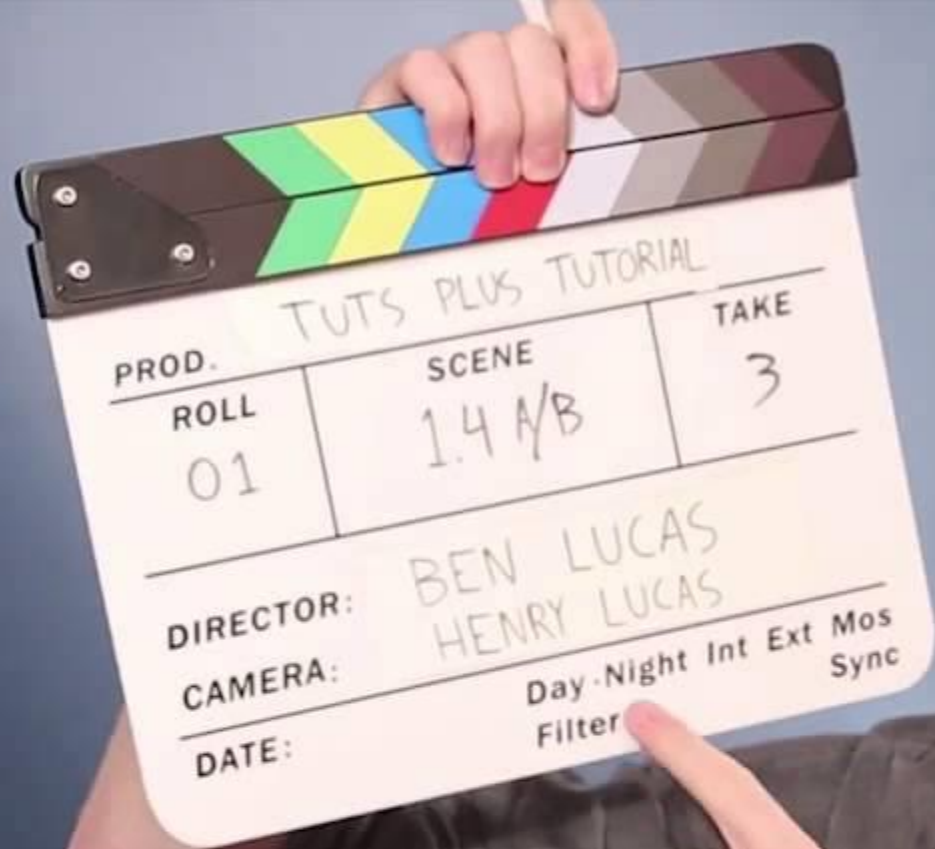 PROD. TUTS PLUS TUTORIAL
ROLL SCENE TAKE
01 1.4 A/B 3
DIRECTOR: BEN LUCAS
CAMERA: HENRY LUCAS
DATE: Day·Night Int Ext Mos
Filter Sync